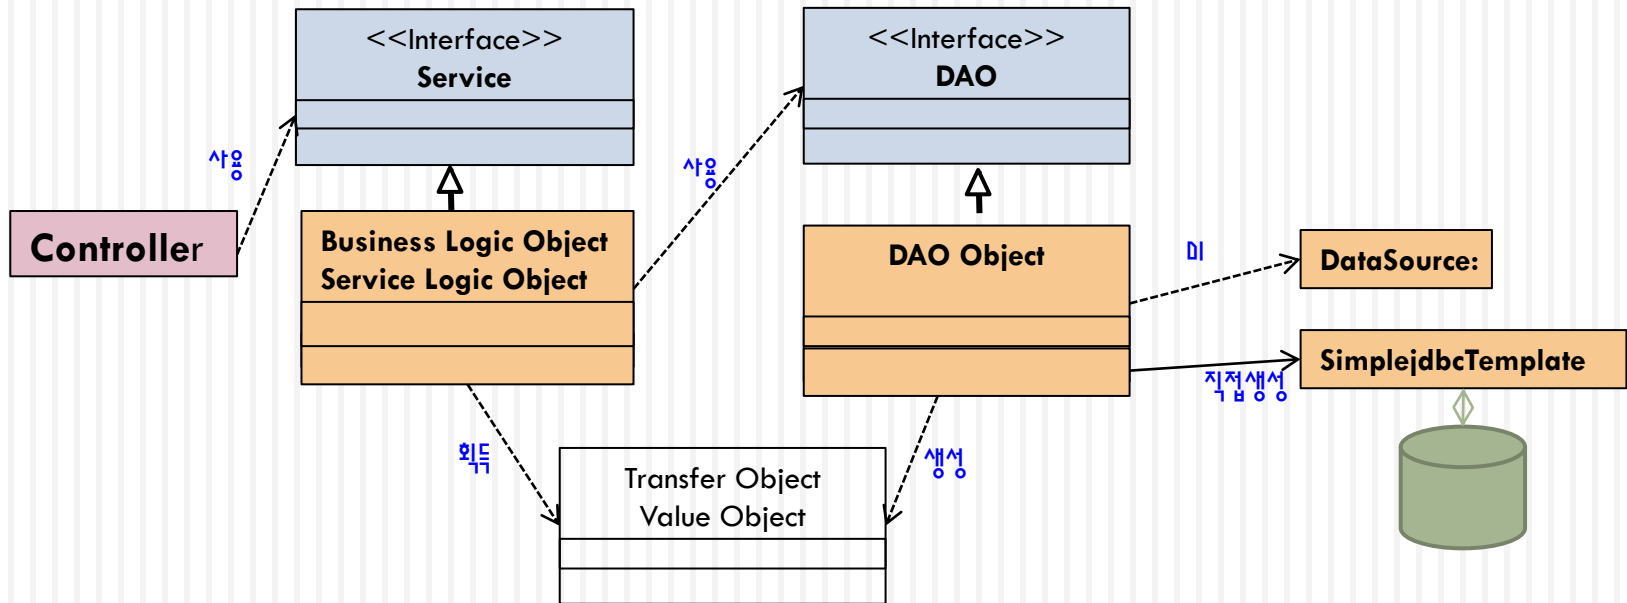 <<Interface>>
Service
<<Interface>>
DAO
사용
사용
Controller
Business Logic Object
Service Logic Object
DAO Object
미
DataSource:
SimplejdbcTemplate
직접생성
획득
생성
Transfer Object
Value Object